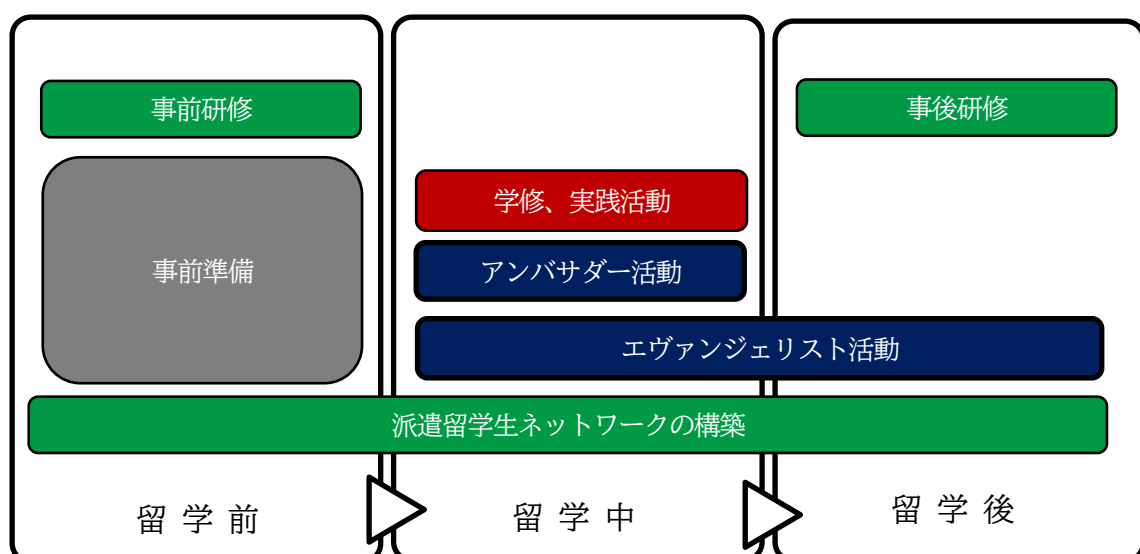 事前研修
事後研修
学修、実践活動
事前準備
アンバサダー活動
エヴァンジェリスト活動
派遣留学生ネットワークの構築
留学前
留学中
留学後